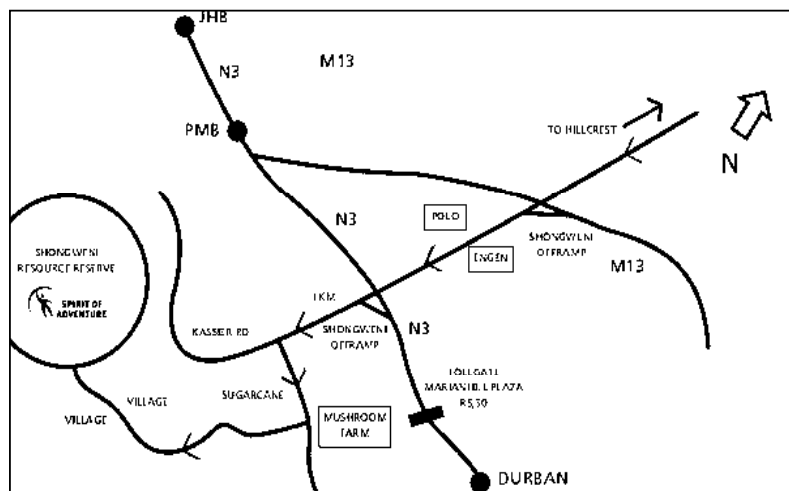 JHB
N3
M13
PMB
TO HILLCREST
N
N3
POLO
ENGEN
SHONGWENI
OFFRAMP
M13
SHONGWENI
RESOURCE RESERVE
SPIRIT OF
ADVENTURE
1KM
KASSIER RD
SHONGWENI
OFFRAMP
N3
TOLLGATE
MARIANHILL PLAZA
R5,50
SUGARCANE
VILLAGE
VILLAGE
MUSHROOM
FARM
DURBAN